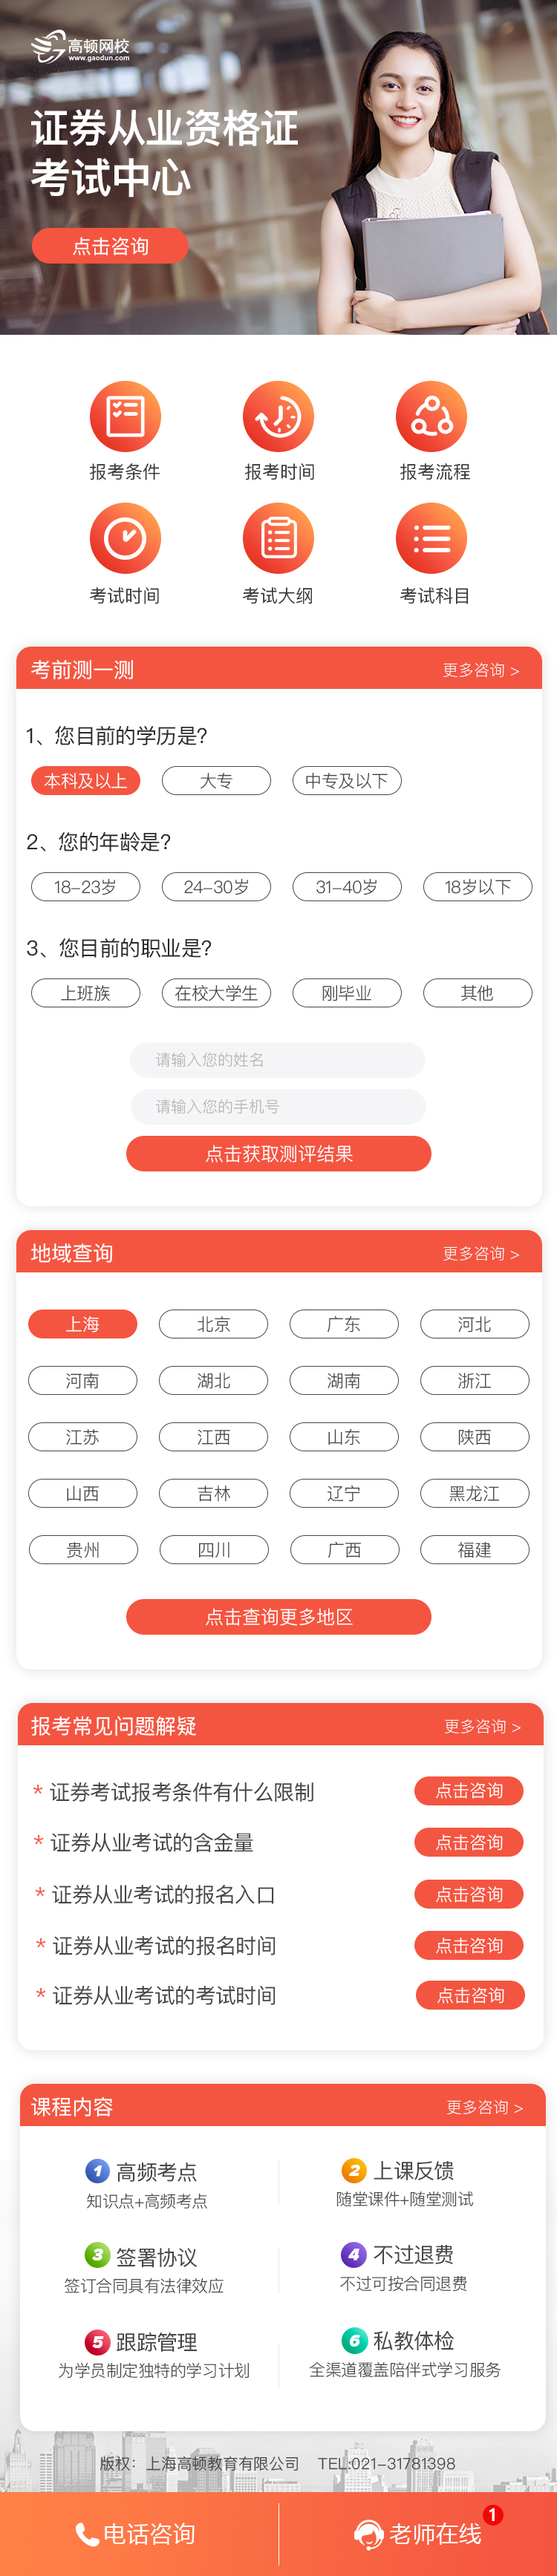 高顿网校
www.gaodun.com
证券从业资格证
考试中心
点击咨询
报考条件 报考时间 报考流程
考试时间 考试大纲 考试科目
考前测一测 更多咨询 >
1、您目前的学历是?
本科及以上 大专 中专及以下
2、您的年龄是?
18-23岁 24-30岁 31-40岁 18岁以下
3、您目前的职业是?
上班族 在校大学生 刚毕业 其他
请输入您的姓名
请输入您的手机号
点击获取测评结果
地域查询 更多咨询 >
上海 北京 广东 河北
河南 湖北 湖南 浙江
江苏 江西 山东 陕西
山西 吉林 辽宁 黑龙江
贵州 四川 广西 福建
点击查询更多地区
报考常见问题解疑 更多咨询 >
* 证券考试报考条件有什么限制 点击咨询
* 证券从业考试的含金量 点击咨询
* 证券从业考试的报名入口 点击咨询
* 证券从业考试的报名时间 点击咨询
* 证券从业考试的考试时间 点击咨询
课程内容 更多咨询 >
1 高频考点 2 上课反馈
知识点+高频考点 随堂课件+随堂测试
3 签署协议 4 不过退费
签订合同具有法律效应 不过可按合同退费
5 跟踪管理 6 私教体检
为学员制定独特的学习计划 全渠道覆盖陪伴式学习服务
版权：上海高顿教育有限公司 TEL:021-31781398
电话咨询 老师在线 1